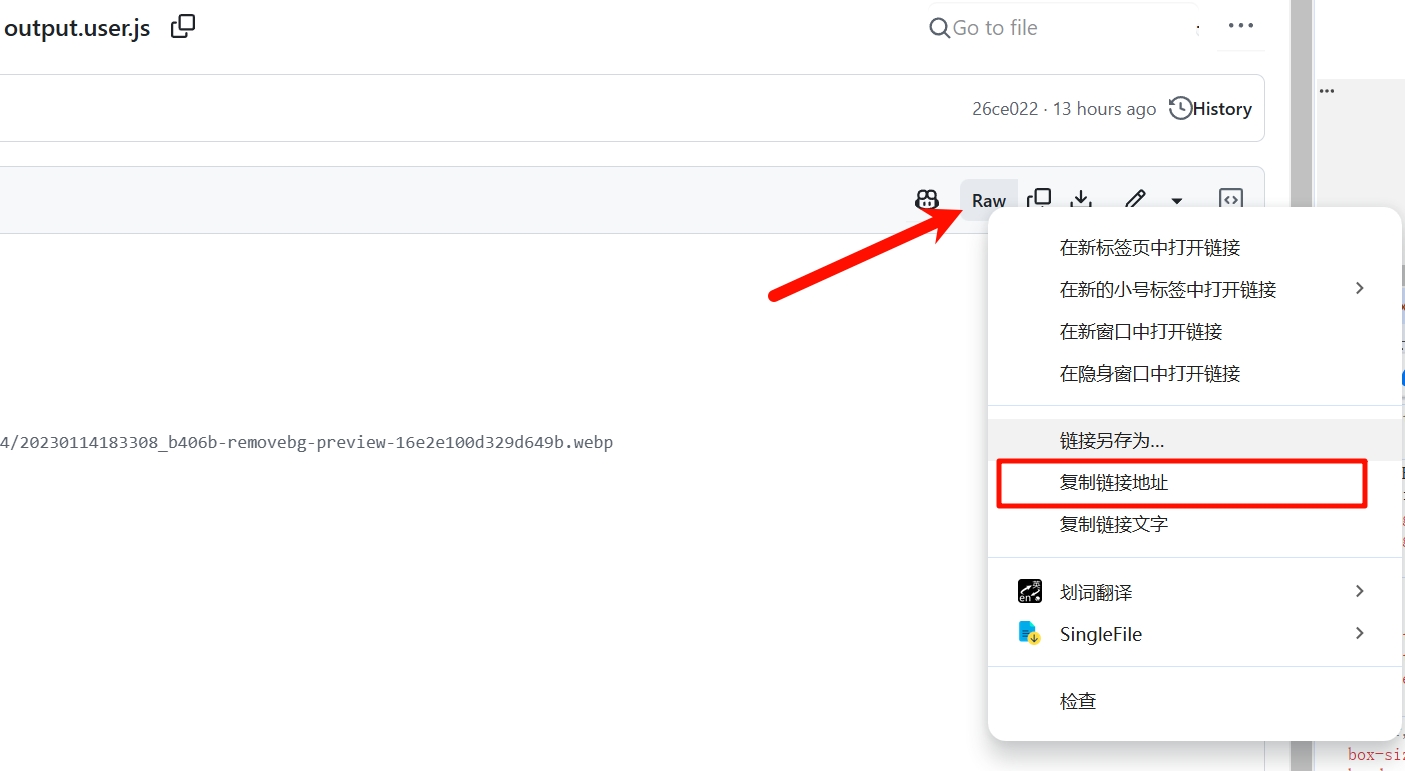 output.user.js
Go to file
26ce022 · 13 hours ago
History
Raw
在新标签页中打开链接
在新的小号标签中打开链接
在新窗口中打开链接
在隐身窗口中打开链接
4/20230114183308_b406b-removebg-preview-16e2e100d329d649b.webp
链接另存为...
复制链接地址
复制链接文字
英
en
划词翻译
SingleFile
检查
box-siz